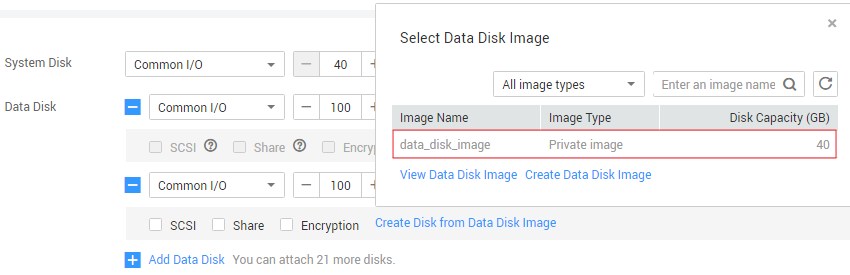 Select Data Disk Image
System Disk
Common I/O
40
All image types
Enter an image name
Data Disk
Common I/O
100
Image Name Image Type Disk Capacity (GB)
SCSI Share Encryp
data_disk_image Private image 40
Common I/O
100
View Data Disk Image Create Data Disk Image
SCSI Share Encryption Create Disk from Data Disk Image
Add Data Disk You can attach 21 more disks.